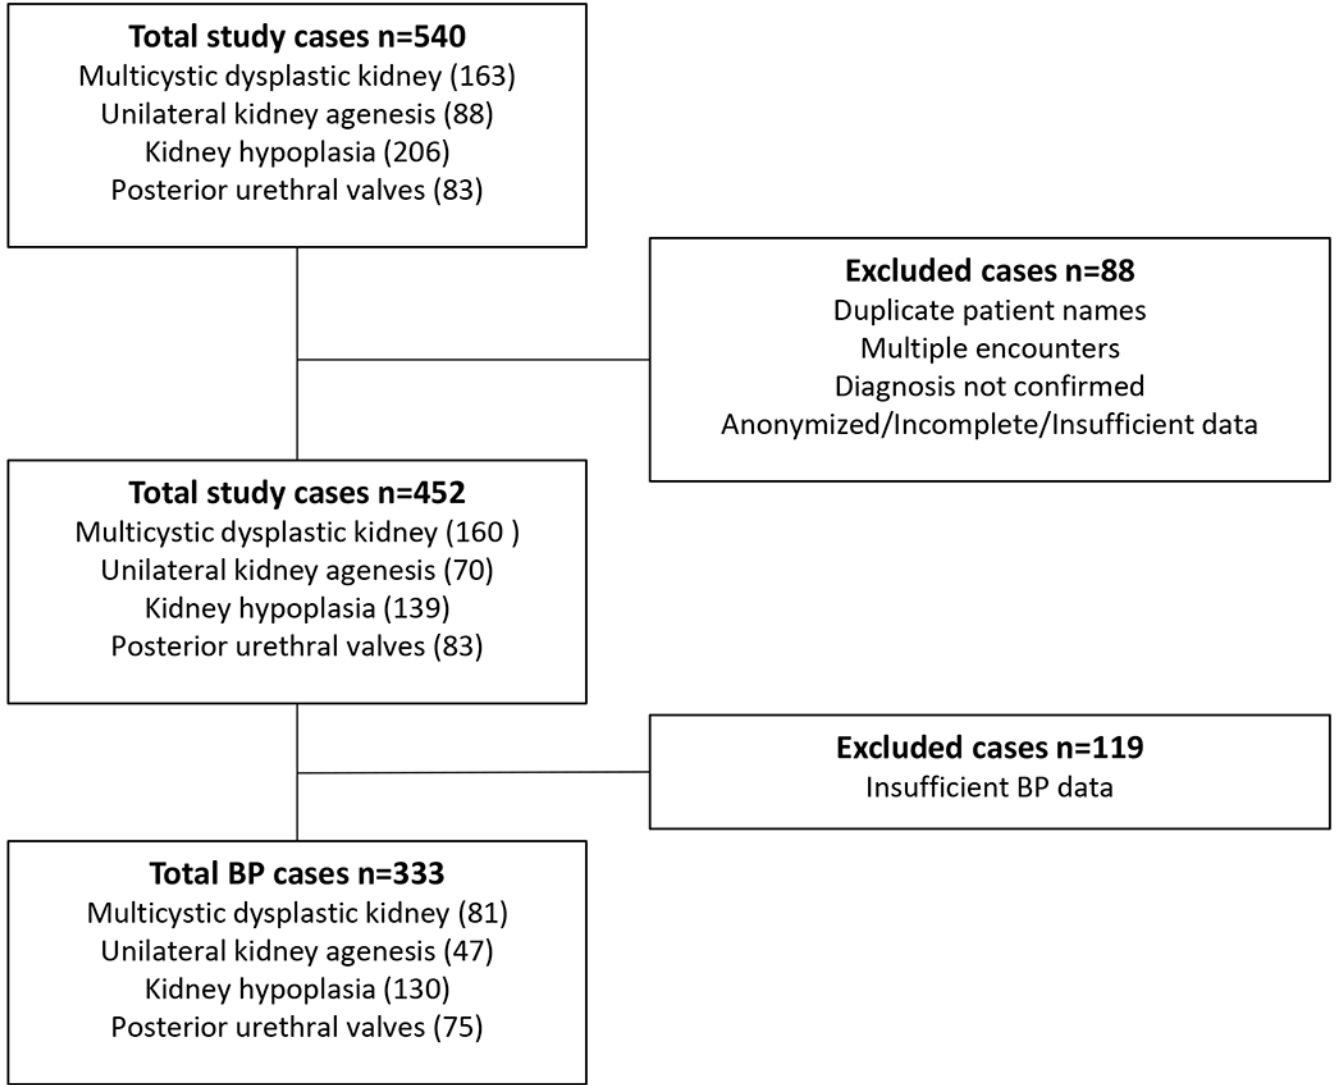 Total study cases n=540
Multicystic dysplastic kidney (163)
Unilateral kidney agenesis (88)
Kidney hypoplasia (206)
Posterior urethral valves (83)
Excluded cases n=88
Duplicate patient names
Multiple encounters
Diagnosis not confirmed
Anonymized/Incomplete/Insufficient data
Total study cases n=452
Multicystic dysplastic kidney (160 )
Unilateral kidney agenesis (70)
Kidney hypoplasia (139)
Posterior urethral valves (83)
Excluded cases n=119
Insufficient BP data
Total BP cases n=333
Multicystic dysplastic kidney (81)
Unilateral kidney agenesis (47)
Kidney hypoplasia (130)
Posterior urethral valves (75)